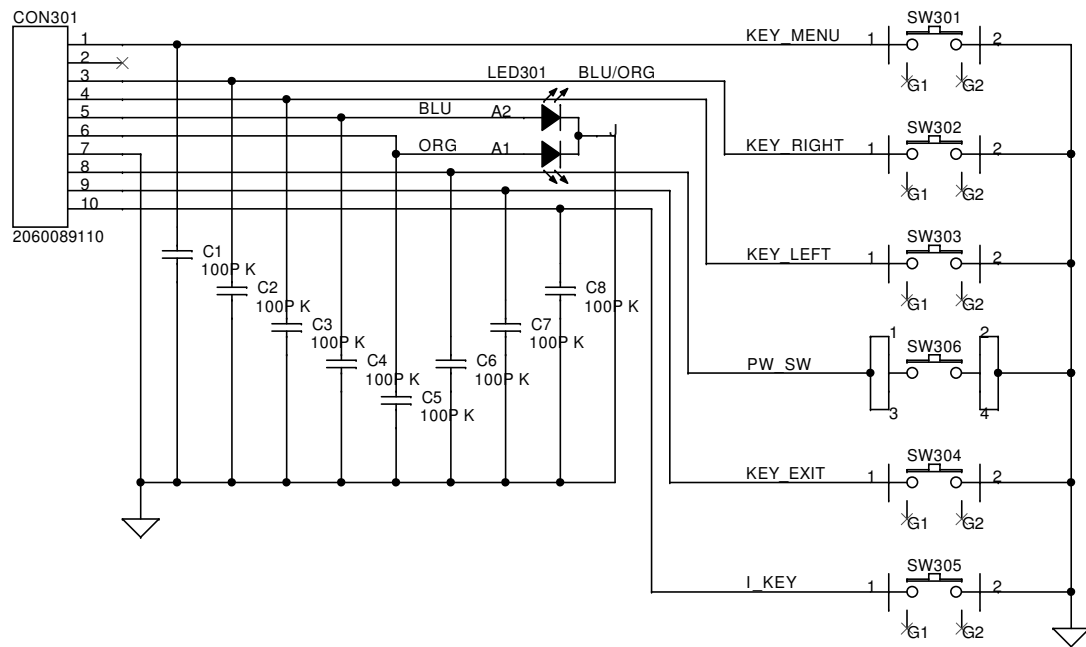 CON301
1
2
3
4
5
6
7
8
9
10
2060089110
LED301 BLU/ORG
BLU A2
ORG A1
C1
100P K
C2
100P K
C3
100P K
C4
100P K
C5
100P K
C6
100P K
C7
100P K
C8
100P K
KEY_MENU 1 SW301 2
G1 G2
KEY_RIGHT 1 SW302 2
G1 G2
KEY_LEFT 1 SW303 2
G1 G2
1 2
PW_SW SW306
3 4
KEY_EXIT 1 SW304 2
G1 G2
I_KEY 1 SW305 2
G1 G2